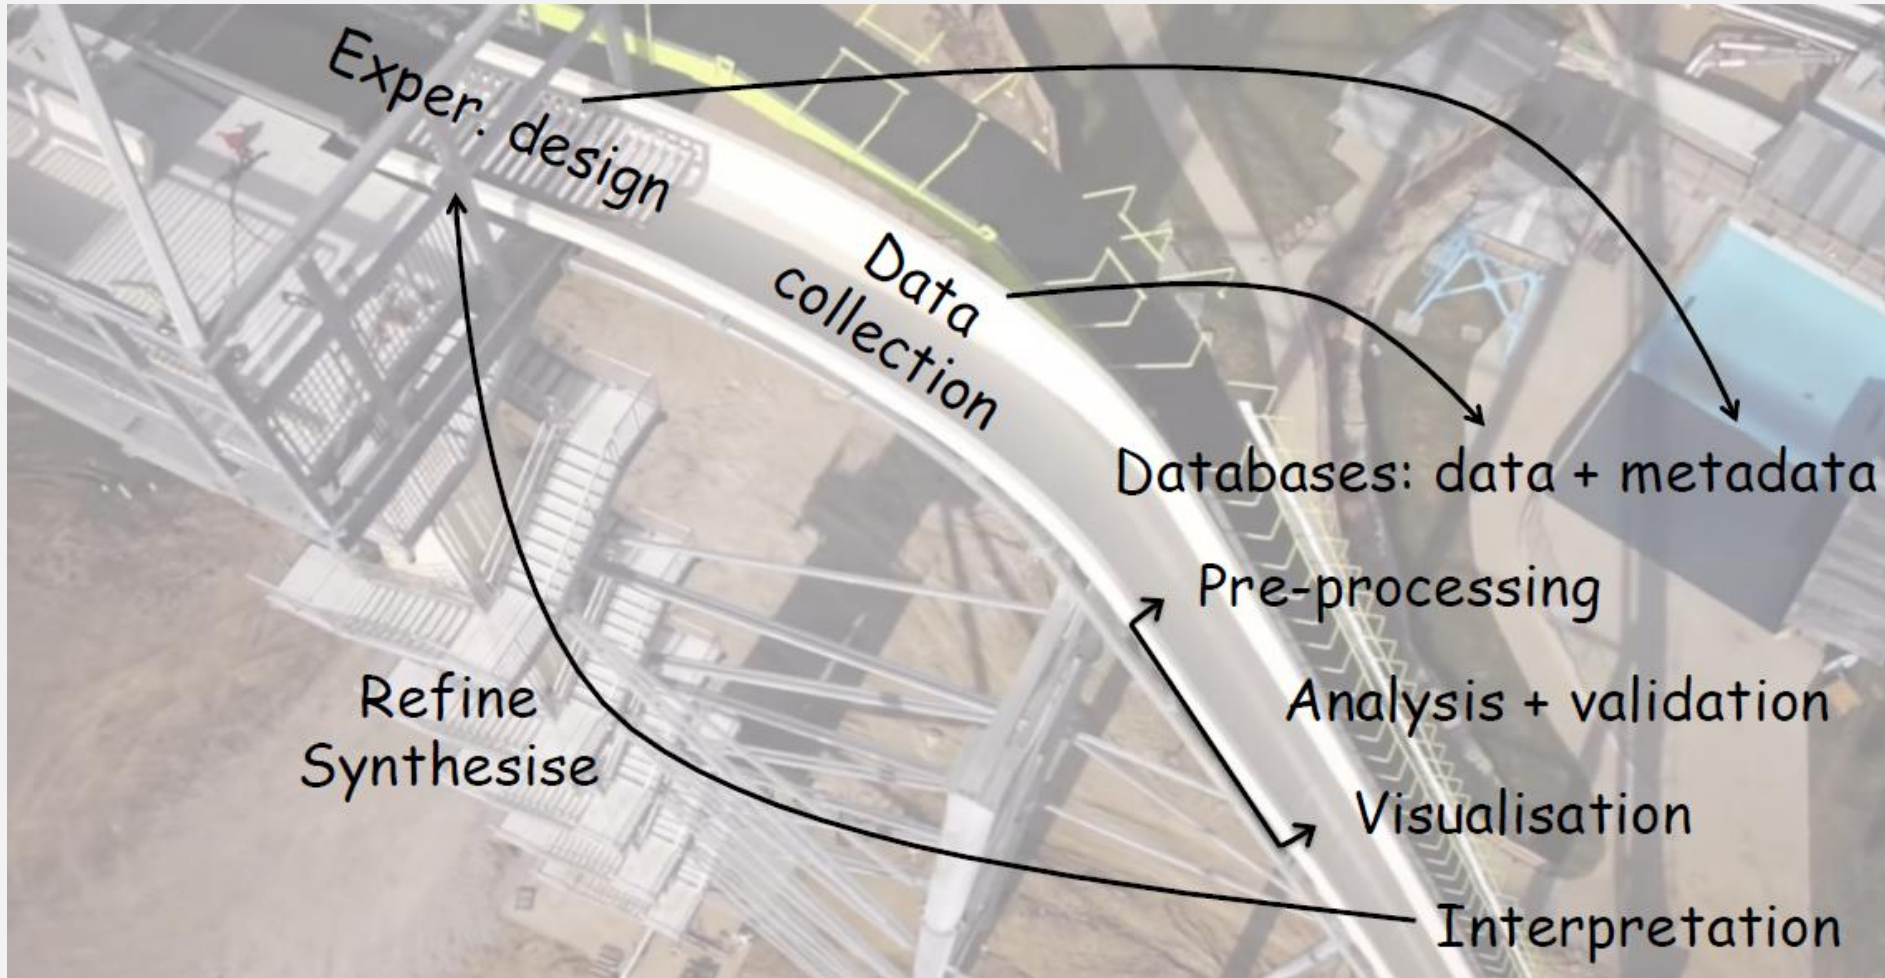 Exper. design
Data
collection
Databases: data + metadata
Pre-processing
Analysis + validation
Visualisation
Interpretation
Refine
Synthesise